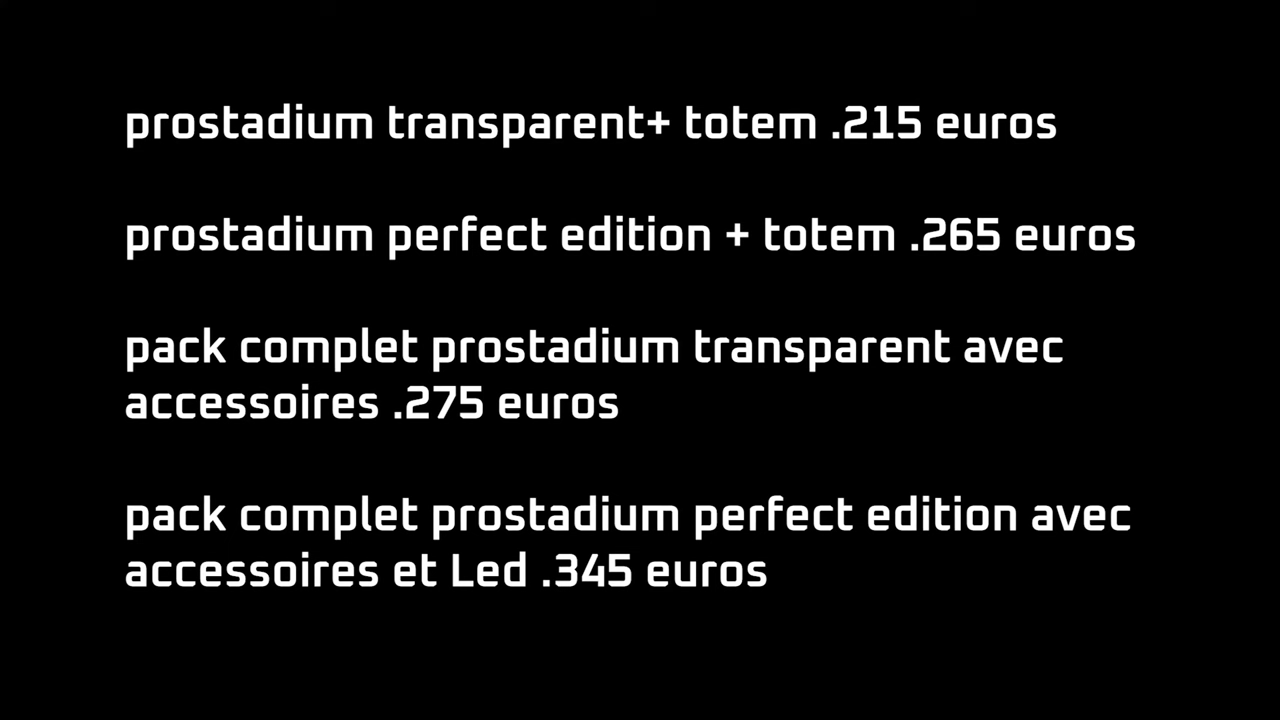 prostadium transparent+ totem .215 euros
prostadium perfect edition + totem .265 euros
pack complet prostadium transparent avec
accessoires .275 euros
pack complet prostadium perfect edition avec
accessoires et Led .345 euros